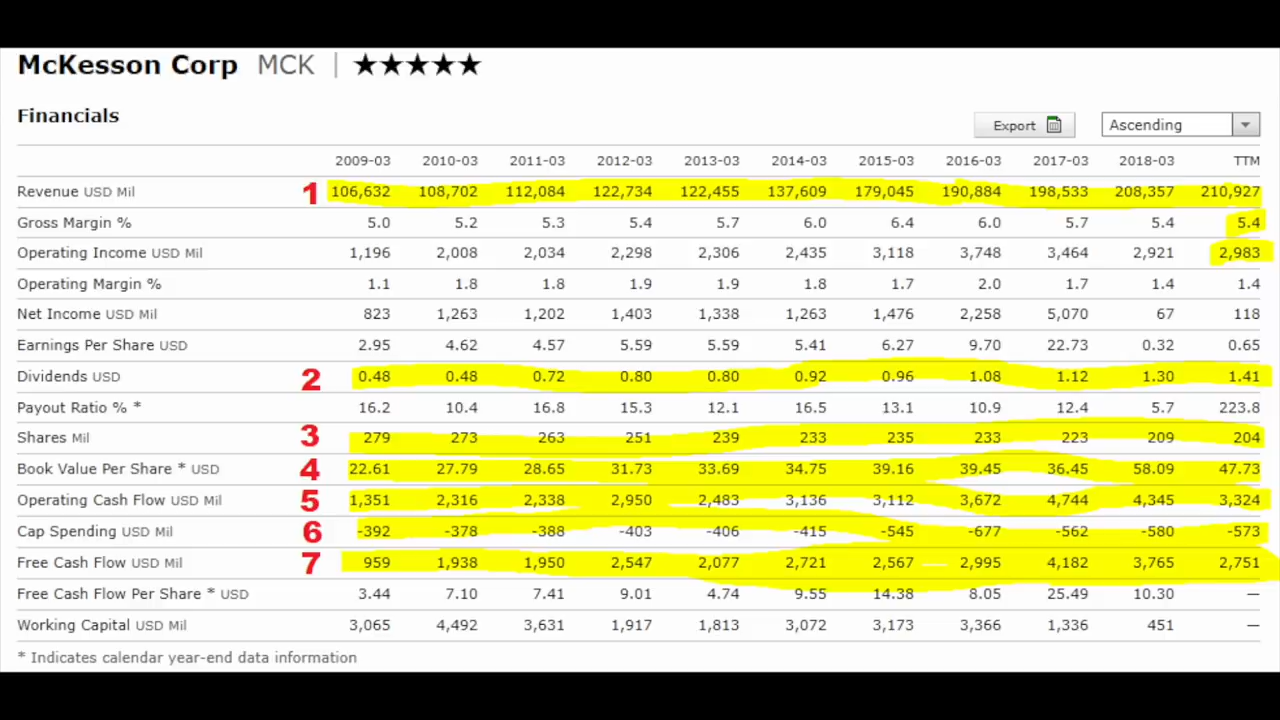 McKesson Corp MCK | ★★★★★
Financials
Export Ascending
2009-03 2010-03 2011-03 2012-03 2013-03 2014-03 2015-03 2016-03 2017-03 2018-03 TTM
Revenue USD Mil 1 106,632 108,702 112,084 122,734 122,455 137,609 179,045 190,884 198,533 208,357 210,927
Gross Margin % 5.0 5.2 5.3 5.4 5.7 6.0 6.4 6.0 5.7 5.4 5.4
Operating Income USD Mil 1,196 2,008 2,034 2,298 2,306 2,435 3,118 3,748 3,464 2,921 2,983
Operating Margin % 1.1 1.8 1.8 1.9 1.9 1.8 1.7 2.0 1.7 1.4 1.4
Net Income USD Mil 823 1,263 1,202 1,403 1,338 1,263 1,476 2,258 5,070 67 118
Earnings Per Share USD 2.95 4.62 4.57 5.59 5.59 5.41 6.27 9.70 22.73 0.32 0.65
Dividends USD 2 0.48 0.48 0.72 0.80 0.80 0.92 0.96 1.08 1.12 1.30 1.41
Payout Ratio % * 16.2 10.4 16.8 15.3 12.1 16.5 13.1 10.9 12.4 5.7 223.8
Shares Mil 3 279 273 263 251 239 233 235 233 223 209 204
Book Value Per Share * USD 4 22.61 27.79 28.65 31.73 33.69 34.75 39.16 39.45 36.45 58.09 47.73
Operating Cash Flow USD Mil 5 1,351 2,316 2,338 2,950 2,483 3,136 3,112 3,672 4,744 4,345 3,324
Cap Spending USD Mil 6 -392 -378 -388 -403 -406 -415 -545 -677 -562 -580 -573
Free Cash Flow USD Mil 7 959 1,938 1,950 2,547 2,077 2,721 2,567 2,995 4,182 3,765 2,751
Free Cash Flow Per Share * USD 3.44 7.10 7.41 9.01 4.74 9.55 14.38 8.05 25.49 10.30 —
Working Capital USD Mil 3,065 4,492 3,631 1,917 1,813 3,072 3,173 3,366 1,336 451 —
* Indicates calendar year-end data information